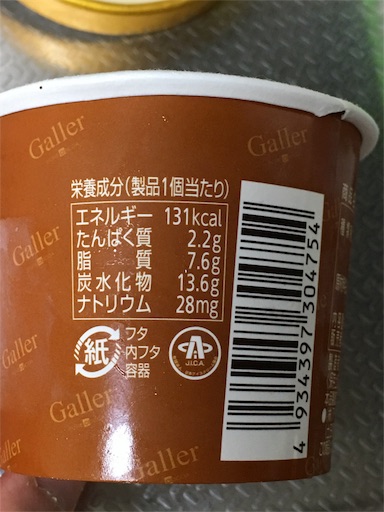 Galler
Galler
栄養成分(製品1個当たり)
エネルギー 131kcal
たんぱく質 2.2g
脂 質 7.6g
炭水化物 13.6g
ナトリウム 28mg
Galler
紙
フタ
内フタ
容器
J.I.C.A.
4 934397 304754
Galler
Galler
Galler
Galler